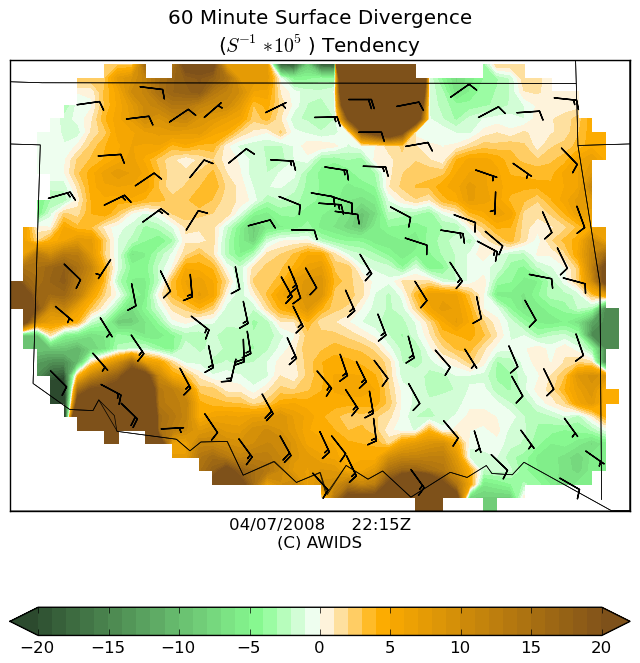 60 Minute Surface Divergence
(S⁻¹ * 10⁵ ) Tendency
04/07/2008 22:15Z
(C) AWIDS
−20 −15 −10 −5 0 5 10 15 20